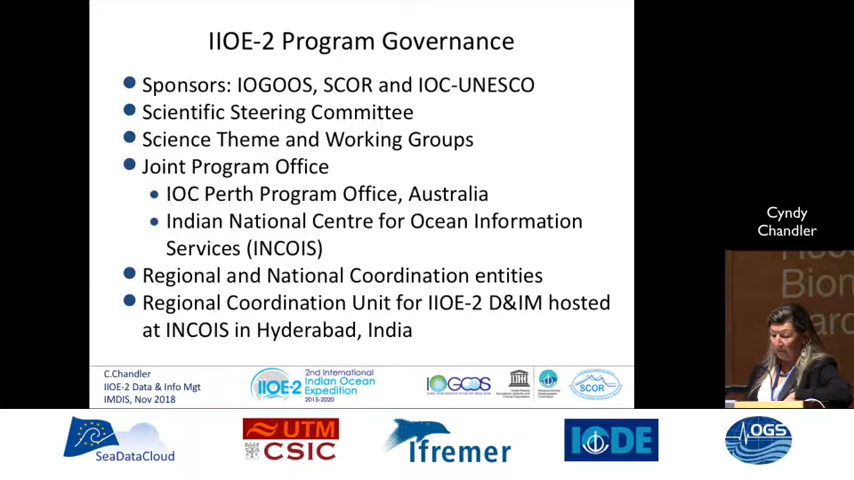 IIOE-2 Program Governance
Sponsors: IOGOOS, SCOR and IOC-UNESCO
Scientific Steering Committee
Science Theme and Working Groups
Joint Program Office
IOC Perth Program Office, Australia
Indian National Centre for Ocean Information
Services (INCOIS)
Regional and National Coordination entities
Regional Coordination Unit for IIOE-2 D&IM hosted
at INCOIS in Hyderabad, India
Cyndy
Chandler
Biom
C.Chandler
IIOE-2 Data & Info Mgt
IMDIS, Nov 2018
IIOE-2
2nd International
Indian Ocean
Expedition
2015-2020
IOGOOS
SCOR
SeaDataCloud
UTM
CSIC
Ifremer
IODE
OGS